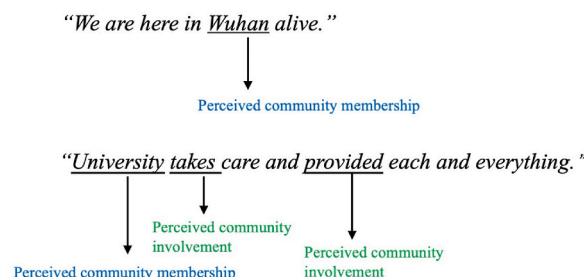 “We are here in Wuhan alive.”
Perceived community membership
“University takes care and provided each and everything.”
Perceived community
involvement
Perceived community
involvement
Perceived community membership